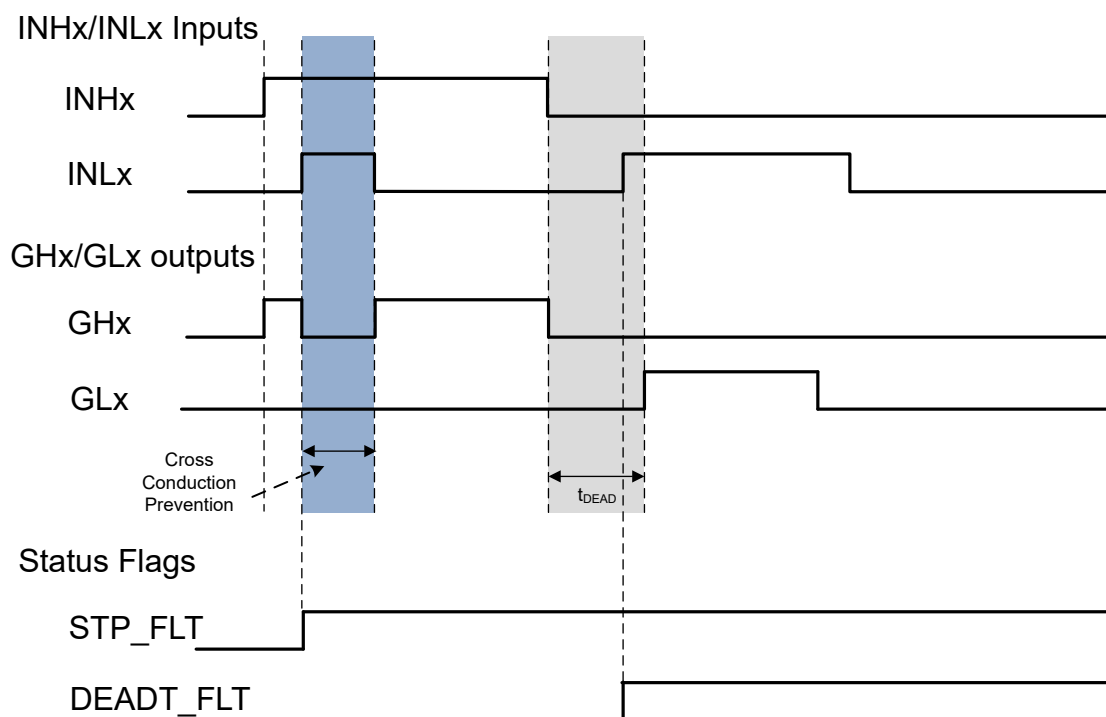 INHx/INLx Inputs
INHx
INLx
GHx/GLx outputs
GHx
GLx
Cross
Conduction
Prevention
tDEAD
Status Flags
STP_FLT
DEADT_FLT